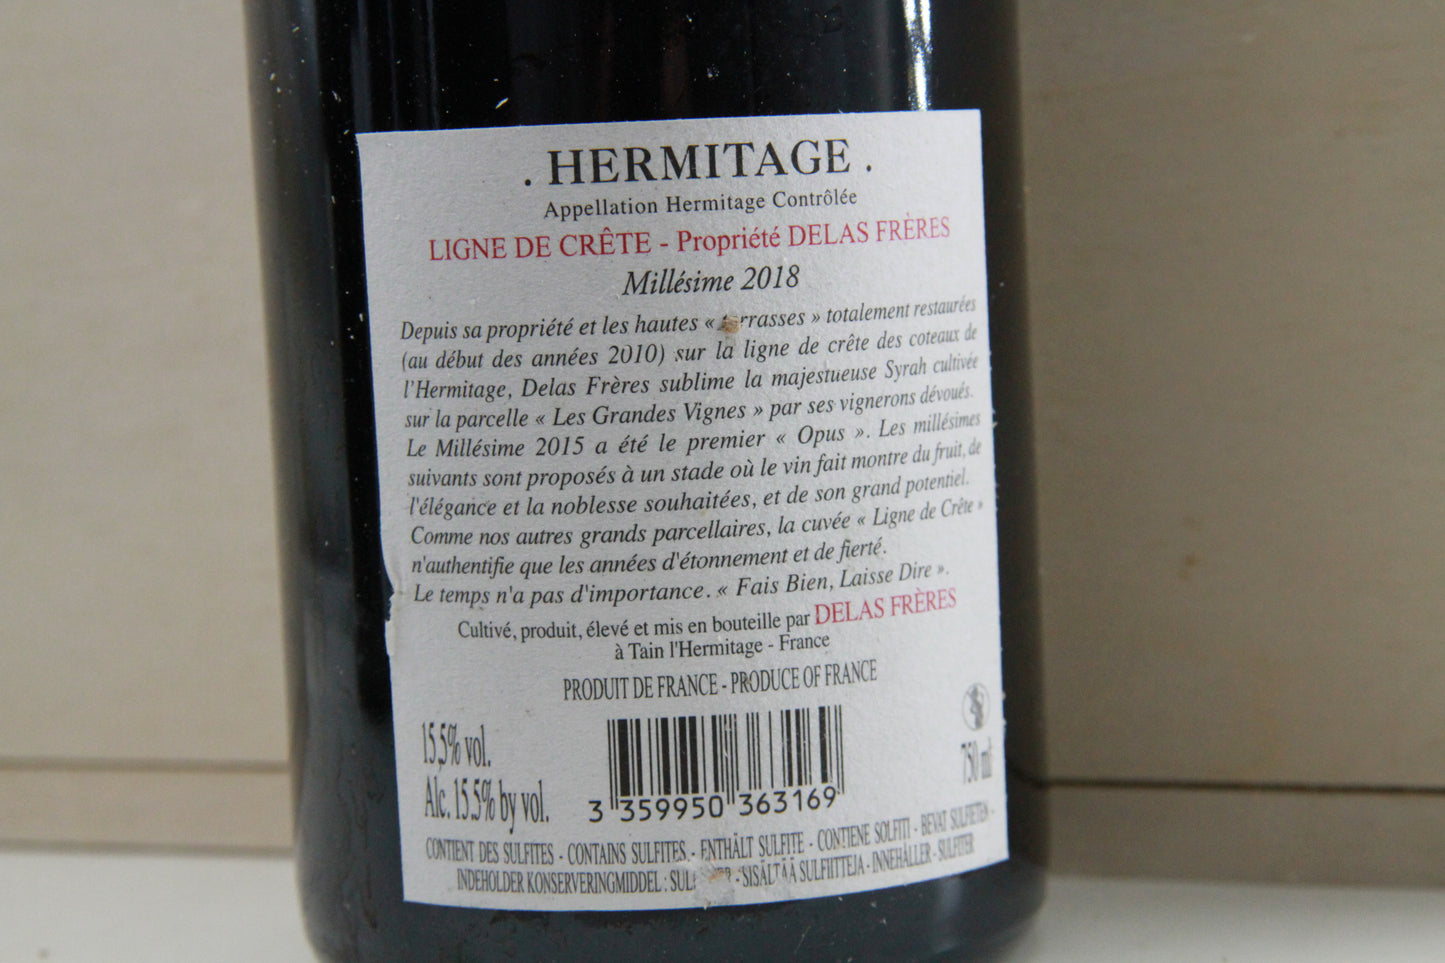 . HERMITAGE .
Appellation Hermitage Contrôlée
LIGNE DE CRÊTE - Propriété DELAS FRÈRES
Millésime 2018
Depuis sa propriété et les hautes « terrasses » totalement restaurées
(au début des années 2010) sur la ligne de crête des coteaux de
l'Hermitage, Delas Frères sublime la majestueuse Syrah cultivée
sur la parcelle « Les Grandes Vignes » par ses vignerons dévoués.
Le Millésime 2015 a été le premier « Opus ». Les millésimes
suivants sont proposés à un stade où le vin fait montre du fruit, de
l'élégance et la noblesse souhaitées, et de son grand potentiel.
Comme nos autres grands parcellaires, la cuvée « Ligne de Crête »
n'authentifie que les années d'étonnement et de fierté.
Le temps n'a pas d'importance. « Fais Bien, Laisse Dire ».
Cultivé, produit, élevé et mis en bouteille par DELAS FRÈRES
à Tain l'Hermitage - France
PRODUIT DE FRANCE - PRODUCE OF FRANCE
15,5% vol.
Alc. 15.5% by vol.
3 359950 363169
750 ml
CONTIENT DES SULFITES - CONTAINS SULFITES - ENTHÄLT SULFITE - CONTIENE SOLFITI - BEVAT SULFIETEN -
INDEHOLDER KONSERVERINGMIDDEL : - SISÄLTÄÄ SULFIITTEJA - INNEHÅLLER - SULFITER